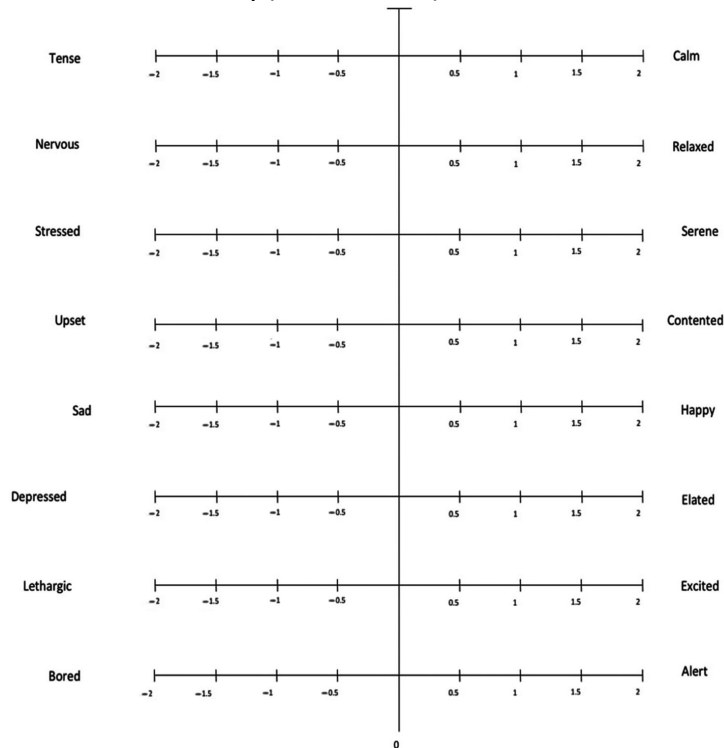 Tense Calm
−2 −1.5 −1 −0.5 0.5 1 1.5 2
Nervous Relaxed
−2 −1.5 −1 −0.5 0.5 1 1.5 2
Stressed Serene
−2 −1.5 −1 −0.5 0.5 1 1.5 2
Upset Contented
−2 −1.5 −1 −0.5 0.5 1 1.5 2
Sad Happy
−2 −1.5 −1 −0.5 0.5 1 1.5 2
Depressed Elated
−2 −1.5 −1 −0.5 0.5 1 1.5 2
Lethargic Excited
−2 −1.5 −1 −0.5 0.5 1 1.5 2
Bored Alert
−2 −1.5 −1 −0.5 0.5 1 1.5 2
0